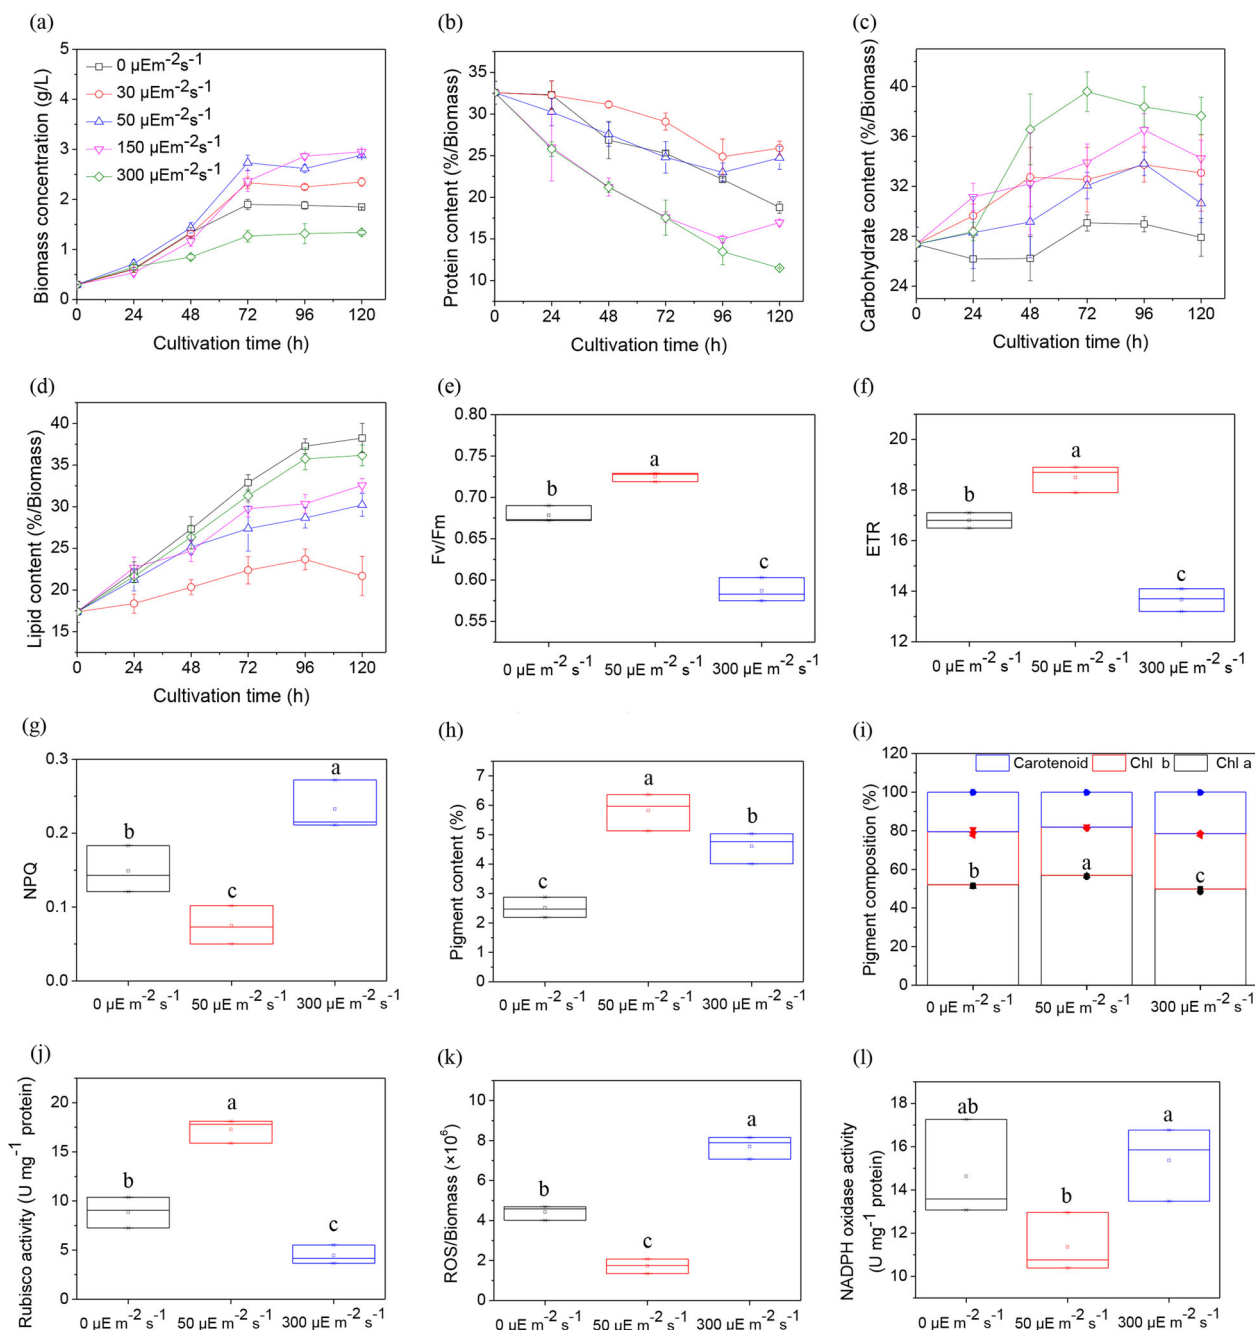 (a)
Biomass concentration (g/L)
5
4
3
2
1
0
0 µEm⁻²s⁻¹
30 µEm⁻²s⁻¹
50 µEm⁻²s⁻¹
150 µEm⁻²s⁻¹
300 µEm⁻²s⁻¹
0 24 48 72 96 120
Cultivation time (h)
(b)
Protein content (%/Biomass)
35
30
25
20
15
10
0 24 48 72 96 120
Cultivation time (h)
(c)
Carbohydrate content (%/Biomass)
40
36
32
28
24
0 24 48 72 96 120
Cultivation time (h)
(d)
Lipid content (%/Biomass)
40
35
30
25
20
15
0 24 48 72 96 120
Cultivation time (h)
(e)
Fv/Fm
0.80
0.75
0.70
0.65
0.60
0.55
b
a
c
0 µE m⁻² s⁻¹ 50 µE m⁻² s⁻¹ 300 µE m⁻² s⁻¹
(f)
ETR
20
18
16
14
12
b
a
c
0 µE m⁻² s⁻¹ 50 µE m⁻² s⁻¹ 300 µE m⁻² s⁻¹
(g)
NPQ
0.3
0.2
0.1
0.0
b
c
a
0 µE m⁻² s⁻¹ 50 µE m⁻² s⁻¹ 300 µE m⁻² s⁻¹
(h)
Pigment content (%)
7
6
5
4
3
2
1
0
c
a
b
0 µE m⁻² s⁻¹ 50 µE m⁻² s⁻¹ 300 µE m⁻² s⁻¹
(i)
Pigment composition (%)
120
100
80
60
40
20
0
Carotenoid Chl b Chl a
b
a
c
0 µE m⁻² s⁻¹ 50 µE m⁻² s⁻¹ 300 µE m⁻² s⁻¹
(j)
Rubisco activity (U mg⁻¹ protein)
20
15
10
5
0
b
a
c
0 µE m⁻² s⁻¹ 50 µE m⁻² s⁻¹ 300 µE m⁻² s⁻¹
(k)
ROS/Biomass (×10⁶)
10
8
6
4
2
0
b
c
a
0 µE m⁻² s⁻¹ 50 µE m⁻² s⁻¹ 300 µE m⁻² s⁻¹
(l)
NADPH oxidase activity
(U mg⁻¹ protein)
18
17
16
14
13
11
10
ab
b
a
0 µE m⁻² s⁻¹ 50 µE m⁻² s⁻¹ 300 µE m⁻² s⁻¹